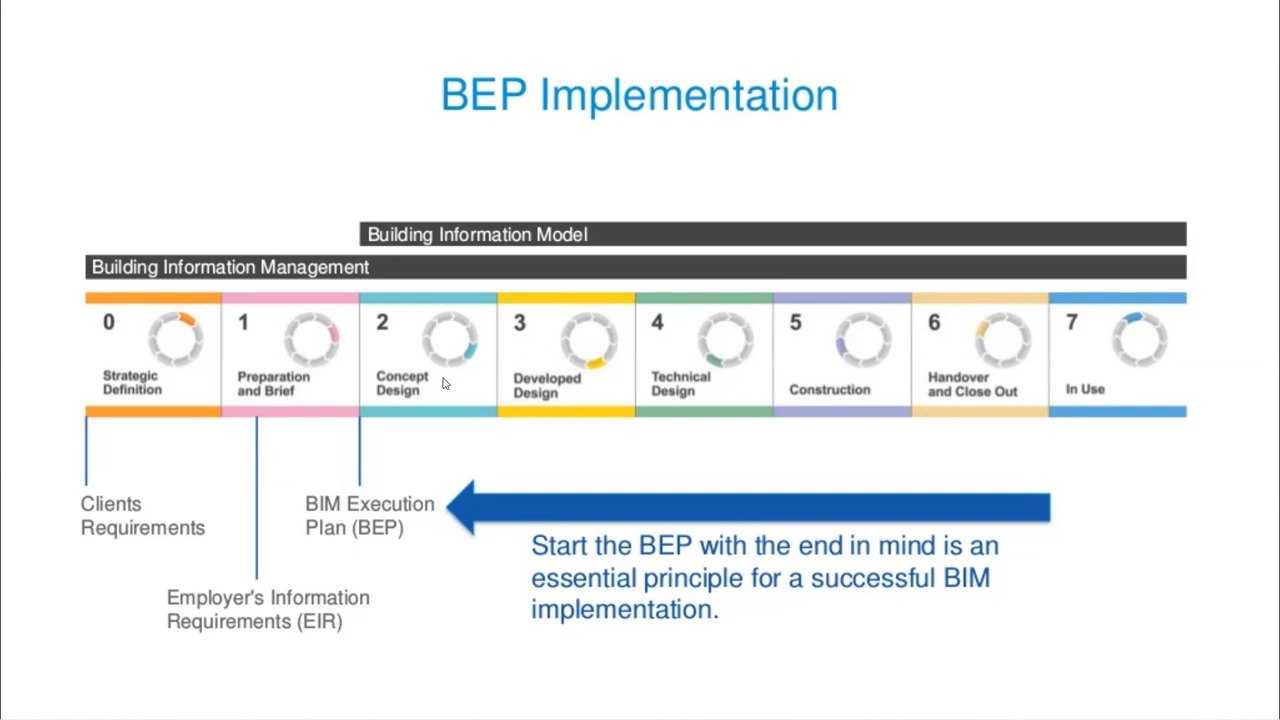 BEP Implementation
Building Information Model
Building Information Management
0
Strategic
Definition
1
Preparation
and Brief
2
Concept
Design
3
Developed
Design
4
Technical
Design
5
Construction
6
Handover
and Close Out
7
In Use
Clients
Requirements
BIM Execution
Plan (BEP)
Employer's Information
Requirements (EIR)
Start the BEP with the end in mind is an
essential principle for a successful BIM
implementation.